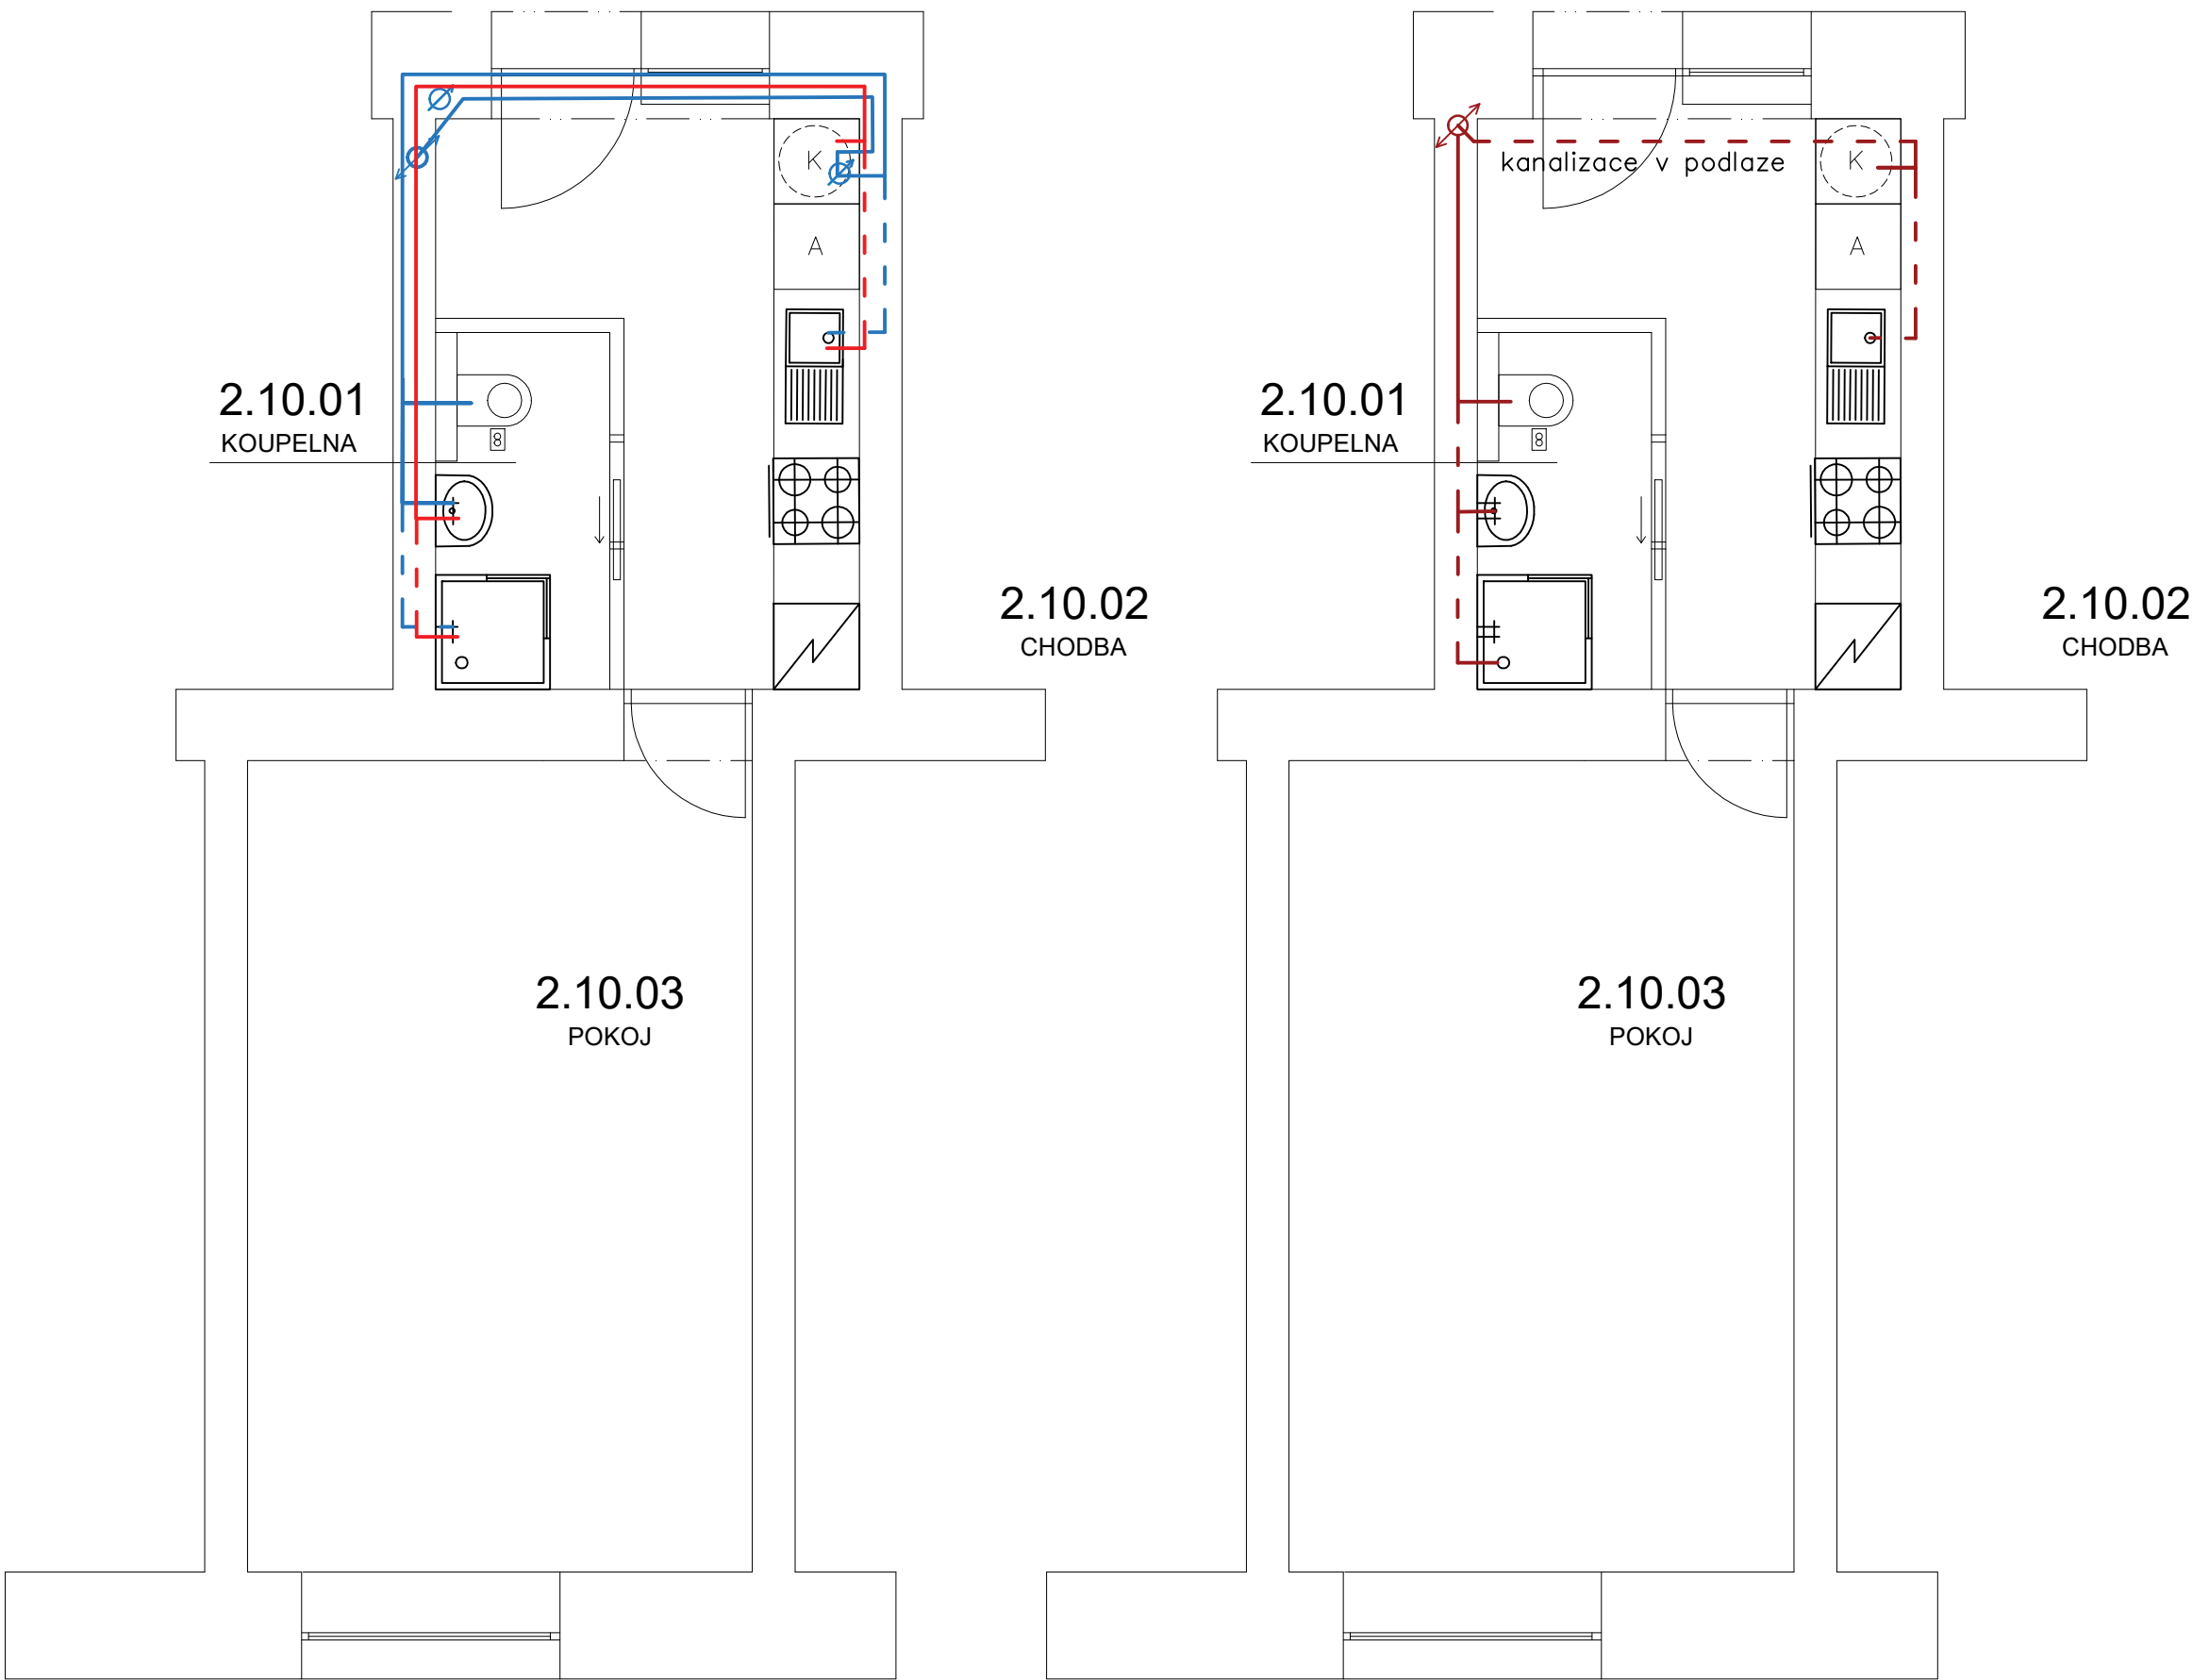 K
K
kanalizace v podlaze
A
A
2.10.01
KOUPELNA
2.10.01
KOUPELNA
2.10.02
CHODBA
2.10.02
CHODBA
2.10.03
POKOJ
2.10.03
POKOJ